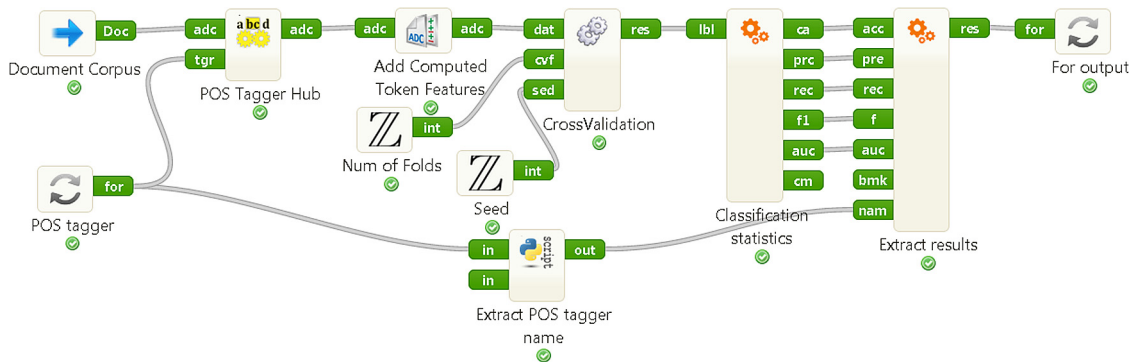 Doc
Document Corpus
adc
tgr
a b c d
adc
POS Tagger Hub
adc
ADC
adc
Add Computed
Token Features
dat
cvf
sed
res
CrossValidation
int
Num of Folds
int
Seed
lbl
ca
prc
rec
f1
auc
cm
Classification
statistics
acc
pre
rec
f
auc
bmk
nam
res
Extract results
for
For output
for
POS tagger
in
in
script
out
Extract POS tagger
name